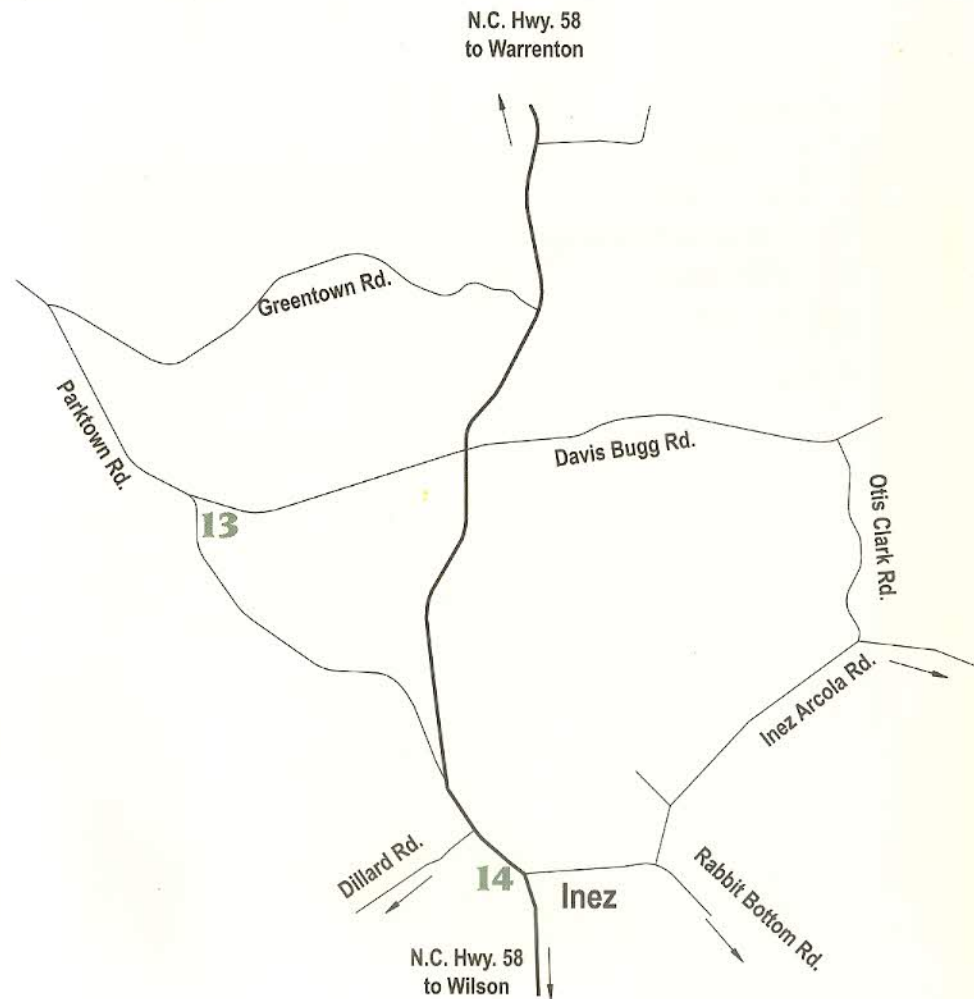 N.C. Hwy. 58
to Warrenton
Greentown Rd.
Parktown Rd.
Davis Bugg Rd.
Otis Clark Rd.
13
Inez Arcola Rd.
Dillard Rd.
14
Inez
Rabbit Bottom Rd.
N.C. Hwy. 58
to Wilson